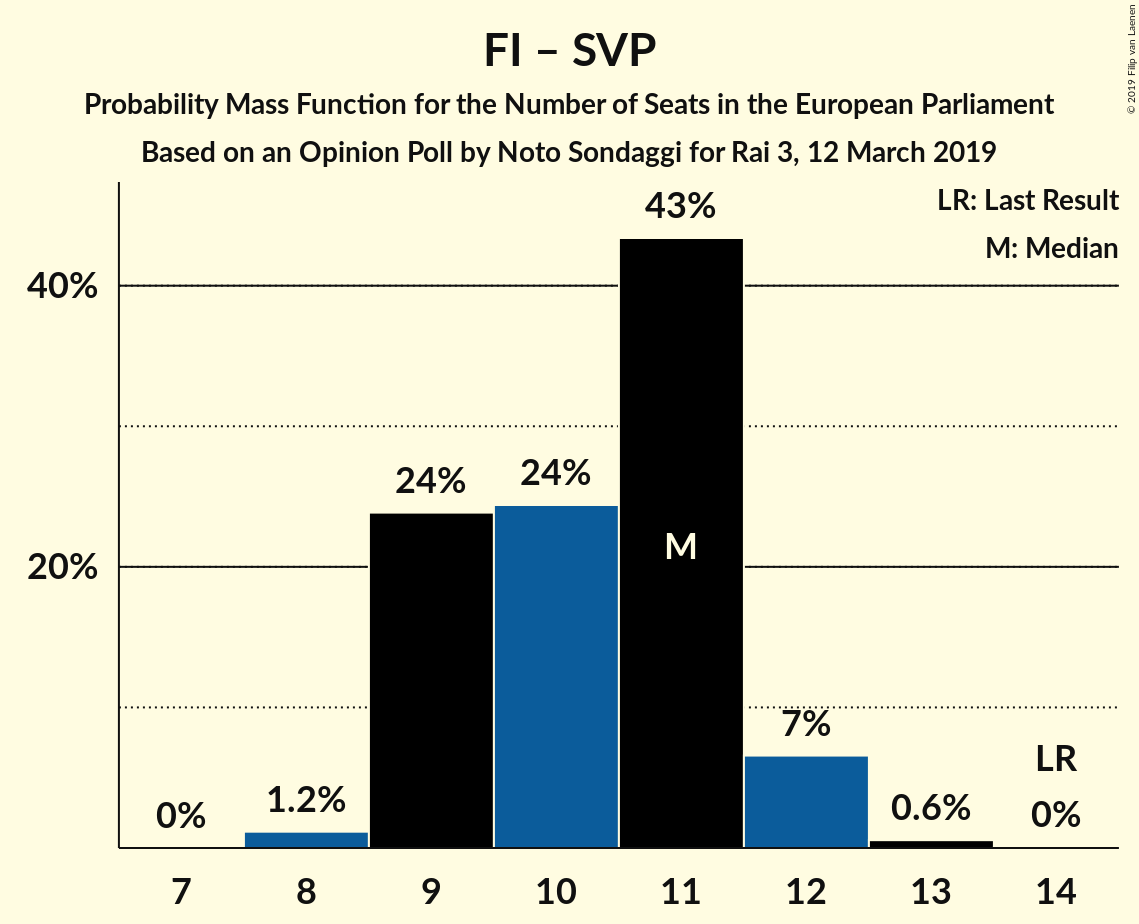 FI – SVP
Probability Mass Function for the Number of Seats in the European Parliament
Based on an Opinion Poll by Noto Sondaggi for Rai 3, 12 March 2019
© 2019 Filip van Laenen
LR: Last Result
M: Median
43%
40%
24%
24%
M
20%
7%
LR
0%
1.2%
0.6%
0%
7
8
9
10
11
12
13
14